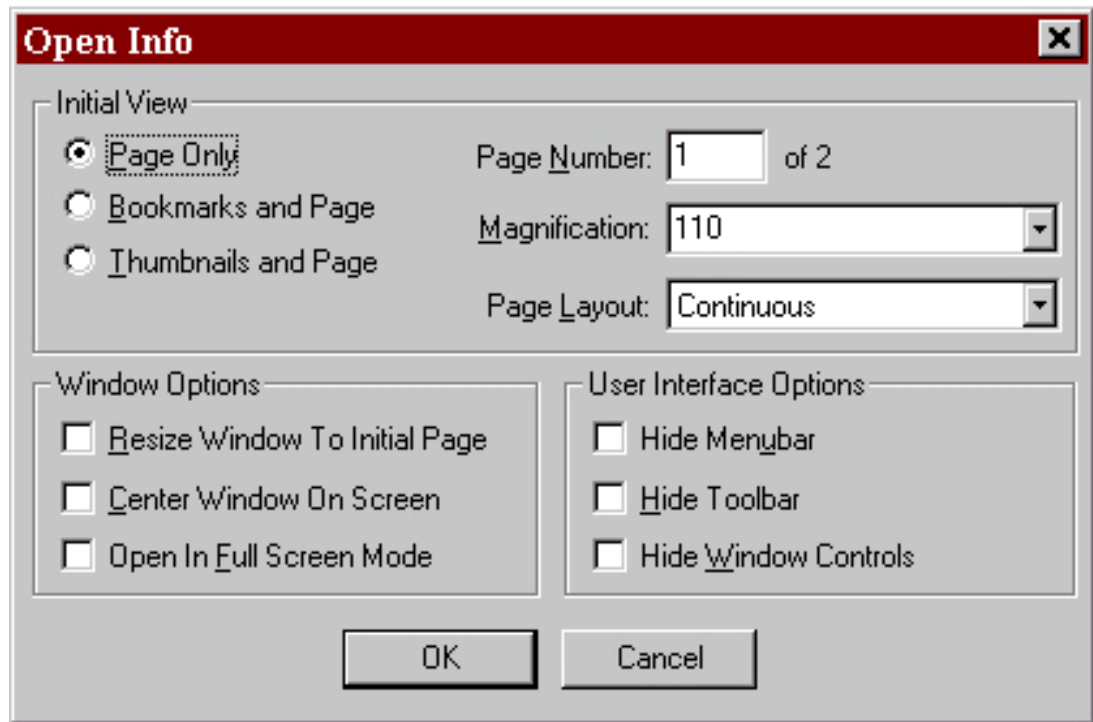 Open Info
Initial View
Page Only
Bookmarks and Page
Thumbnails and Page
Page Number: 1 of 2
Magnification: 110
Page Layout: Continuous
Window Options
Resize Window To Initial Page
Center Window On Screen
Open In Full Screen Mode
User Interface Options
Hide Menubar
Hide Toolbar
Hide Window Controls
OK
Cancel